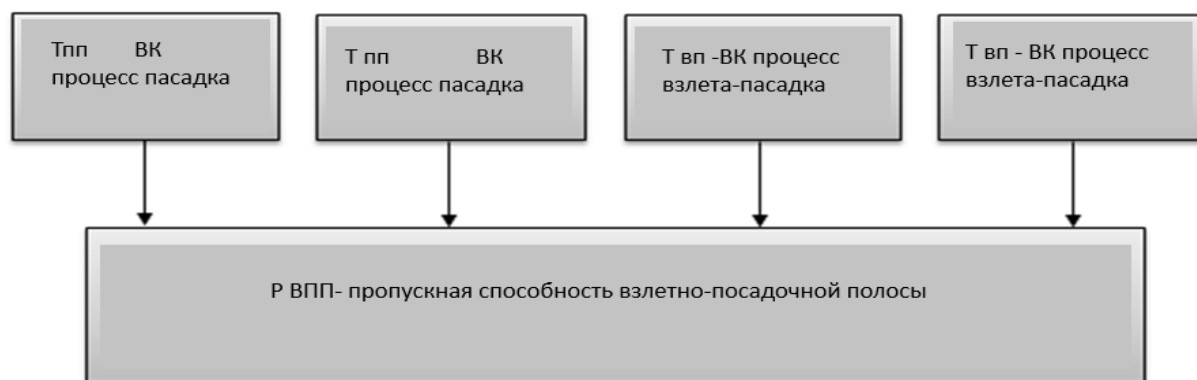 Тпп ВК
процесс пасадка
Т пп ВК
процесс пасадка
Т вп -ВК процесс
взлета-пасадка
Т вп - ВК процесс
взлета-пасадка
Р ВПП- пропускная способность взлетно-посадочной полосы